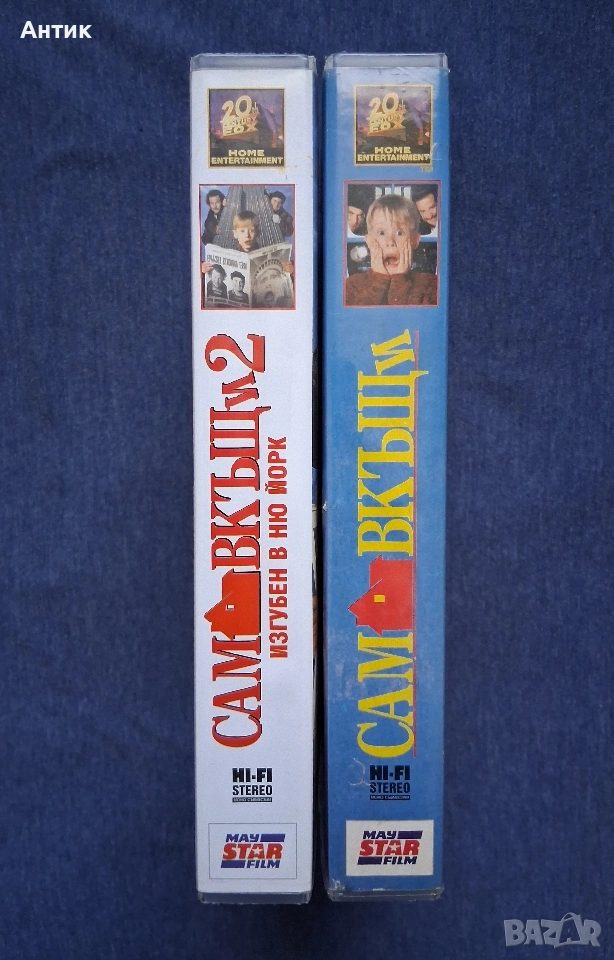 Антик
20th
CENTURY
FOX
HOME
ENTERTAINMENT
САМ ВКЪЩИ 2
ИЗГУБЕН В НЮ ЙОРК
HI-FI
STEREO
MAY
STAR
FILM
20th
CENTURY
FOX
HOME
ENTERTAINMENT
TM
САМ ВКЪЩИ
HI-FI
STEREO
MAY
STAR
FILM
BAZAR